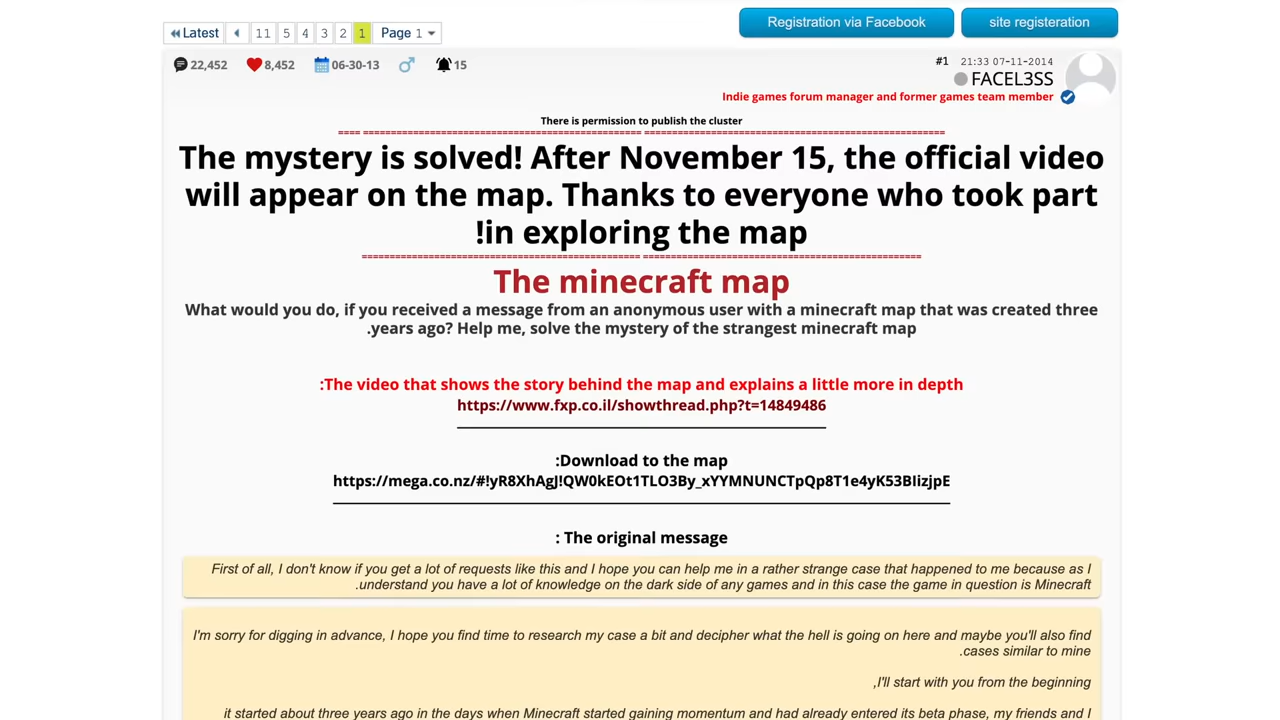 Registration via Facebook
site registeration
Latest 11 5 4 3 2 1 Page 1
22,452 8,452 06-30-13 15
#1 21:33 07-11-2014
FACEL3SS
Indie games forum manager and former games team member
There is permission to publish the cluster
==== ========================================= ============================================
The mystery is solved! After November 15, the official video
will appear on the map. Thanks to everyone who took part
!in exploring the map
========================================= =========================================
The minecraft map
What would you do, if you received a message from an anonymous user with a minecraft map that was created three
.years ago? Help me, solve the mystery of the strangest minecraft map
:The video that shows the story behind the map and explains a little more in depth
https://www.fxp.co.il/showthread.php?t=14849486
:Download to the map
https://mega.co.nz/#!yR8XhAgJ!QW0kEOt1TLO3By_xYYMNUNCTpQp8T1e4yK53BIizjpE
: The original message
First of all, I don't know if you get a lot of requests like this and I hope you can help me in a rather strange case that happened to me because as I
.understand you have a lot of knowledge on the dark side of any games and in this case the game in question is Minecraft
I'm sorry for digging in advance, I hope you find time to research my case a bit and decipher what the hell is going on here and maybe you'll also find
.cases similar to mine
,I'll start with you from the beginning
it started about three years ago in the days when Minecraft started gaining momentum and had already entered its beta phase, my friends and I